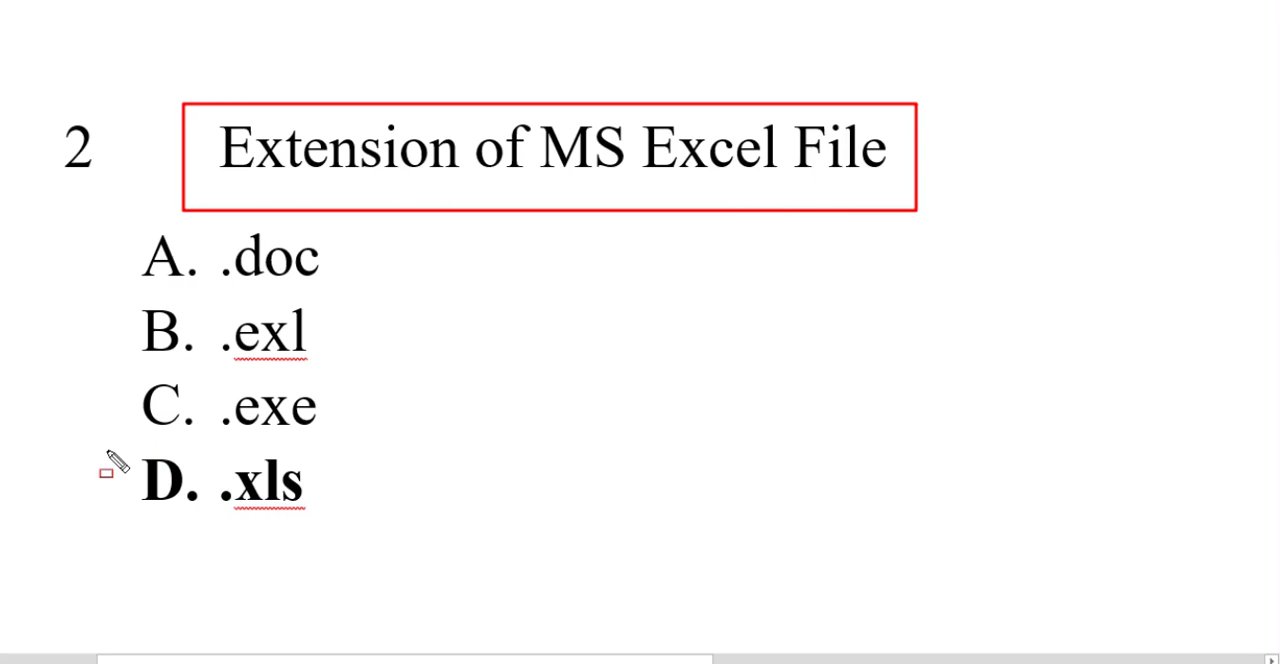 2 Extension of MS Excel File
A. .doc
B. .exl
C. .exe
D. .xls